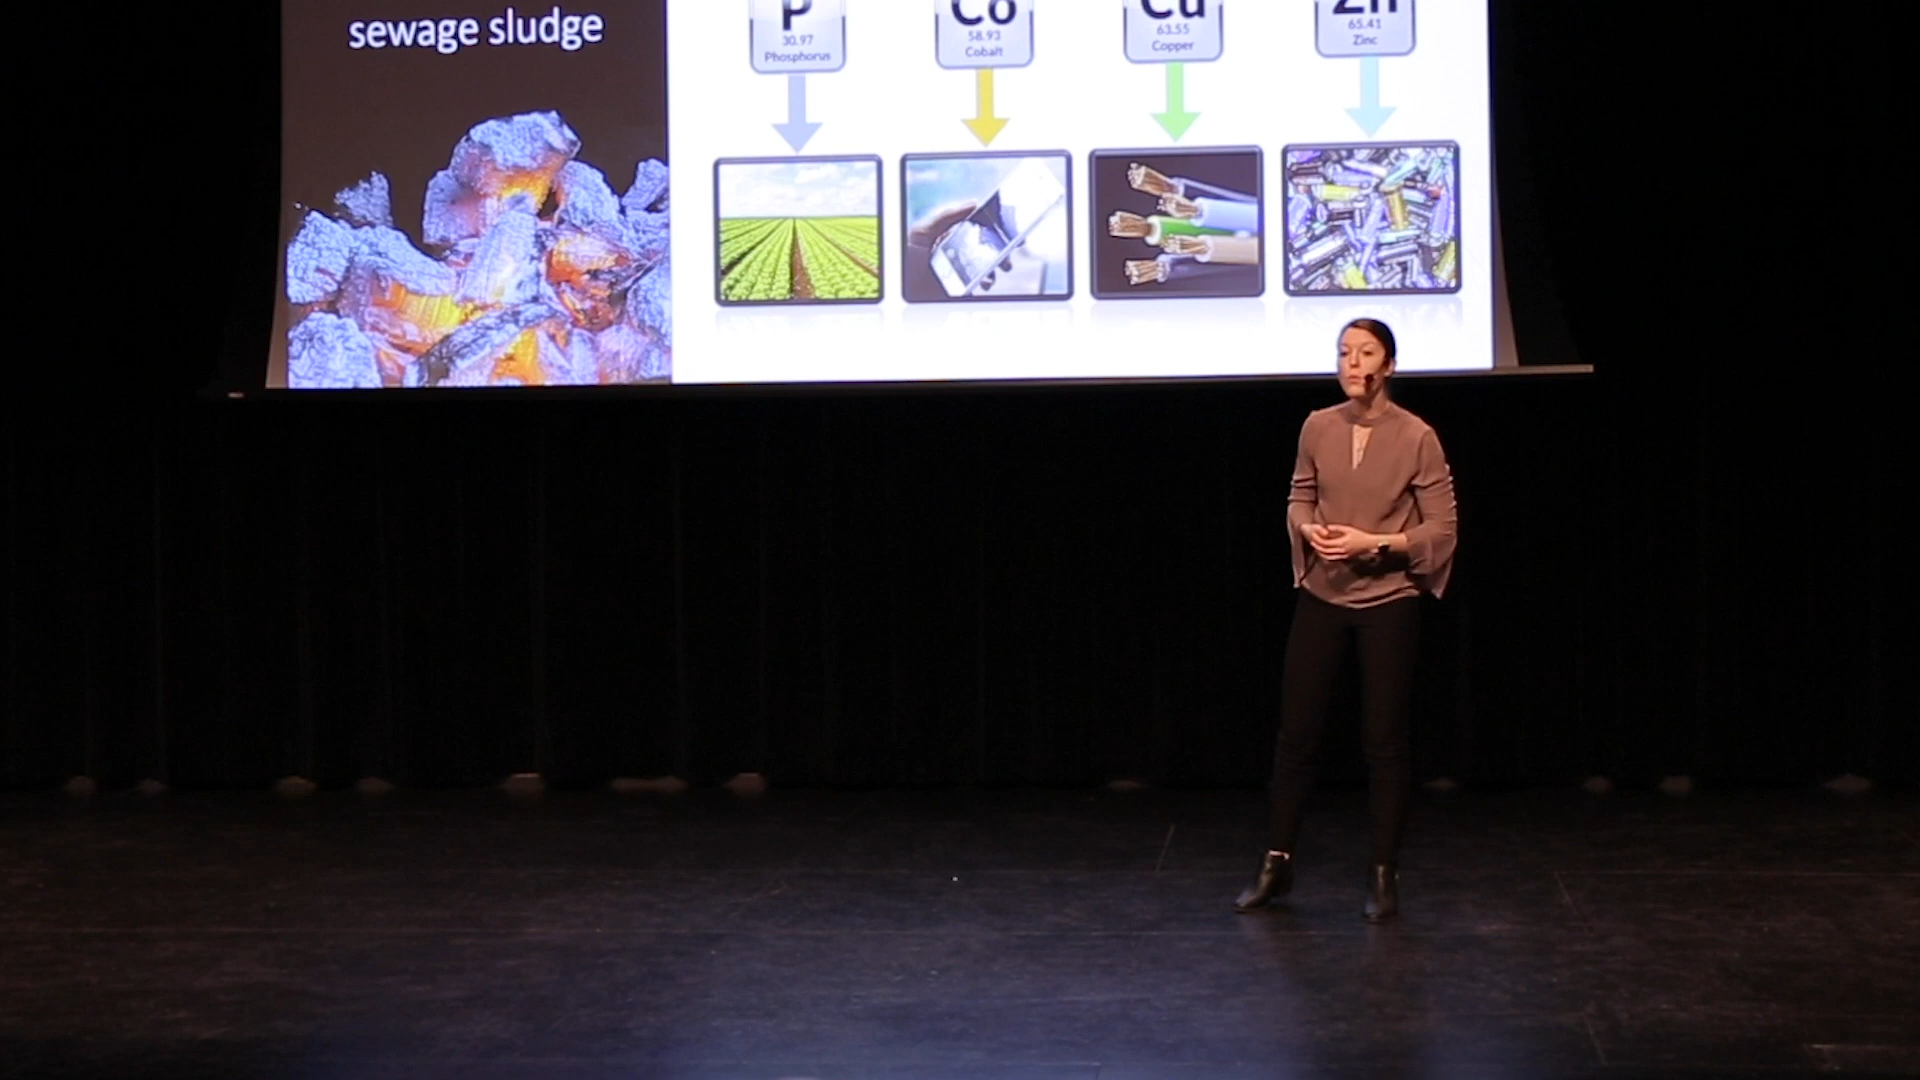 sewage sludge
P
30.97
Phosphorus
Co
58.93
Cobalt
Cu
63.55
Copper
Zn
65.41
Zinc